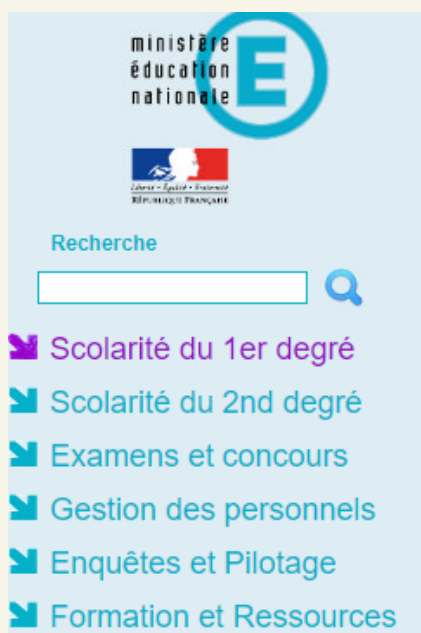 ministère
éducation
nationale
E
Liberté • Égalité • Fraternité
RÉPUBLIQUE FRANÇAISE
Recherche
Scolarité du 1er degré
Scolarité du 2nd degré
Examens et concours
Gestion des personnels
Enquêtes et Pilotage
Formation et Ressources